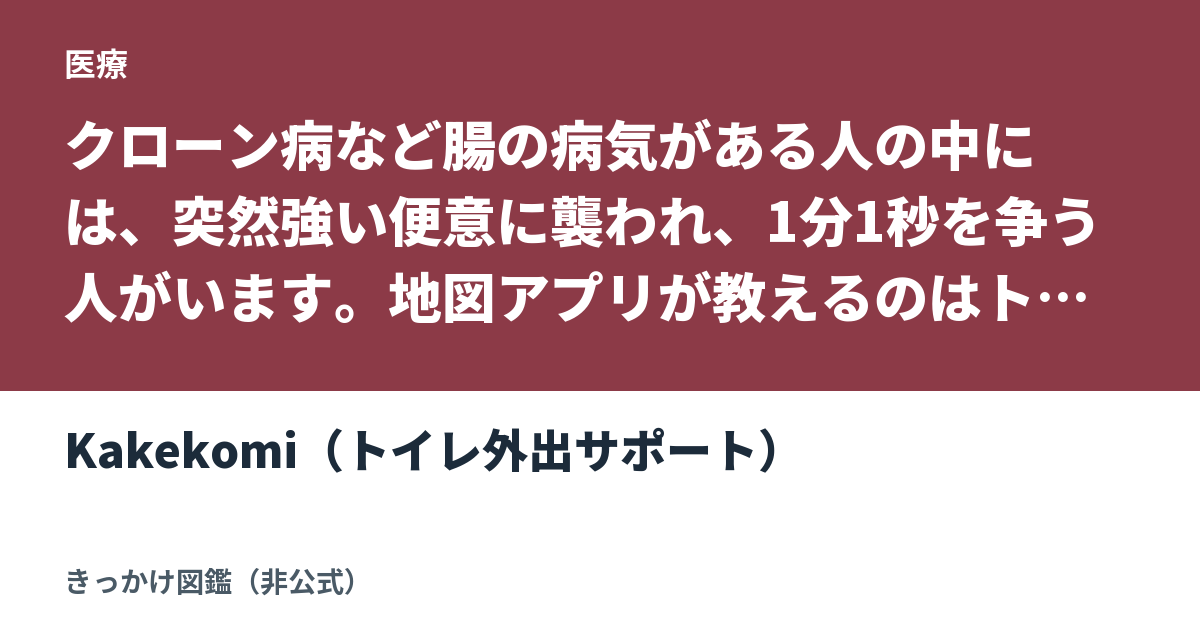 医療
クローン病など腸の病気がある人の中に
は、突然強い便意に襲われ、1分1秒を争う
人がいます。地図アプリが教えるのはト…
Kakekomi（トイレ外出サポート）
きっかけ図鑑（非公式）